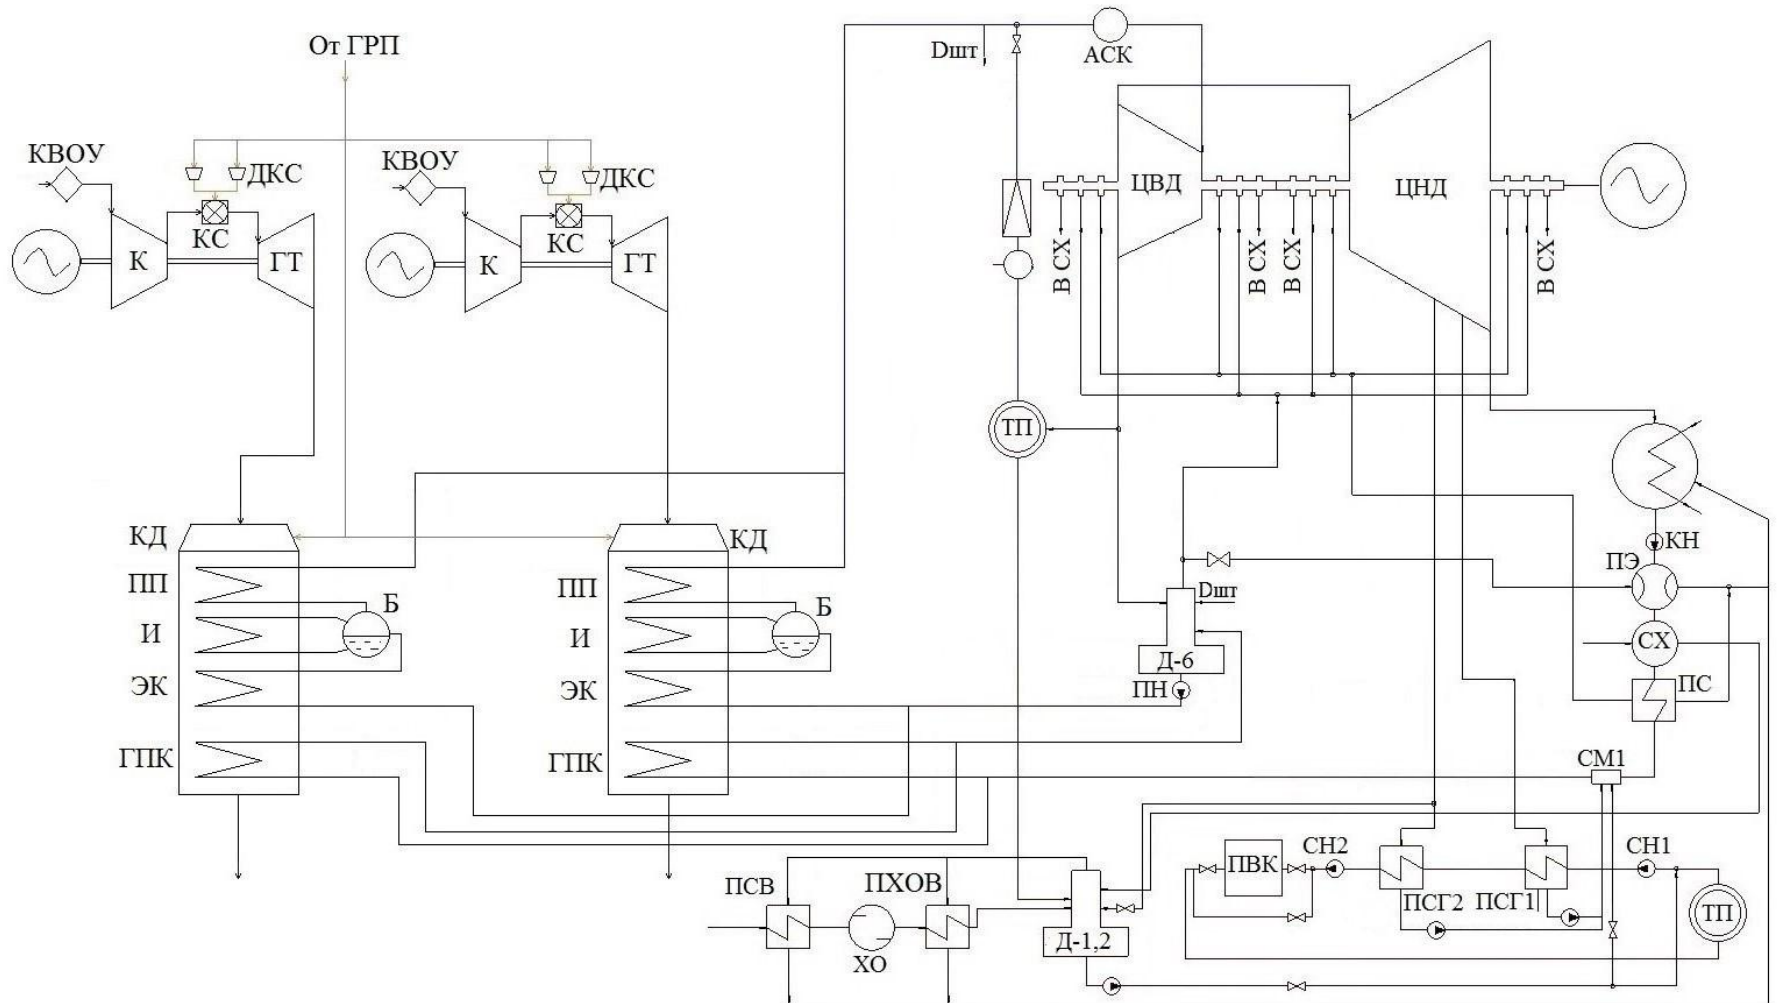 От ГРП
Dшт
АСК
КВОУ
ДКС
КВОУ
ДКС
КС
КС
К
ГТ
К
ГТ
ЦВД
ЦНД
В СХ
В СХ
В СХ
В СХ
ТП
КД
КД
КН
ПЭ
ПП
ПП
Б
Б
Dшт
И
И
СХ
Д-6
ЭК
ЭК
ПН
ПС
ГПК
ГПК
СМ1
ПВК
СН2
СН1
ПСВ
ПХОВ
ПСГ2
ПСГ1
ТП
ХО
Д-1,2